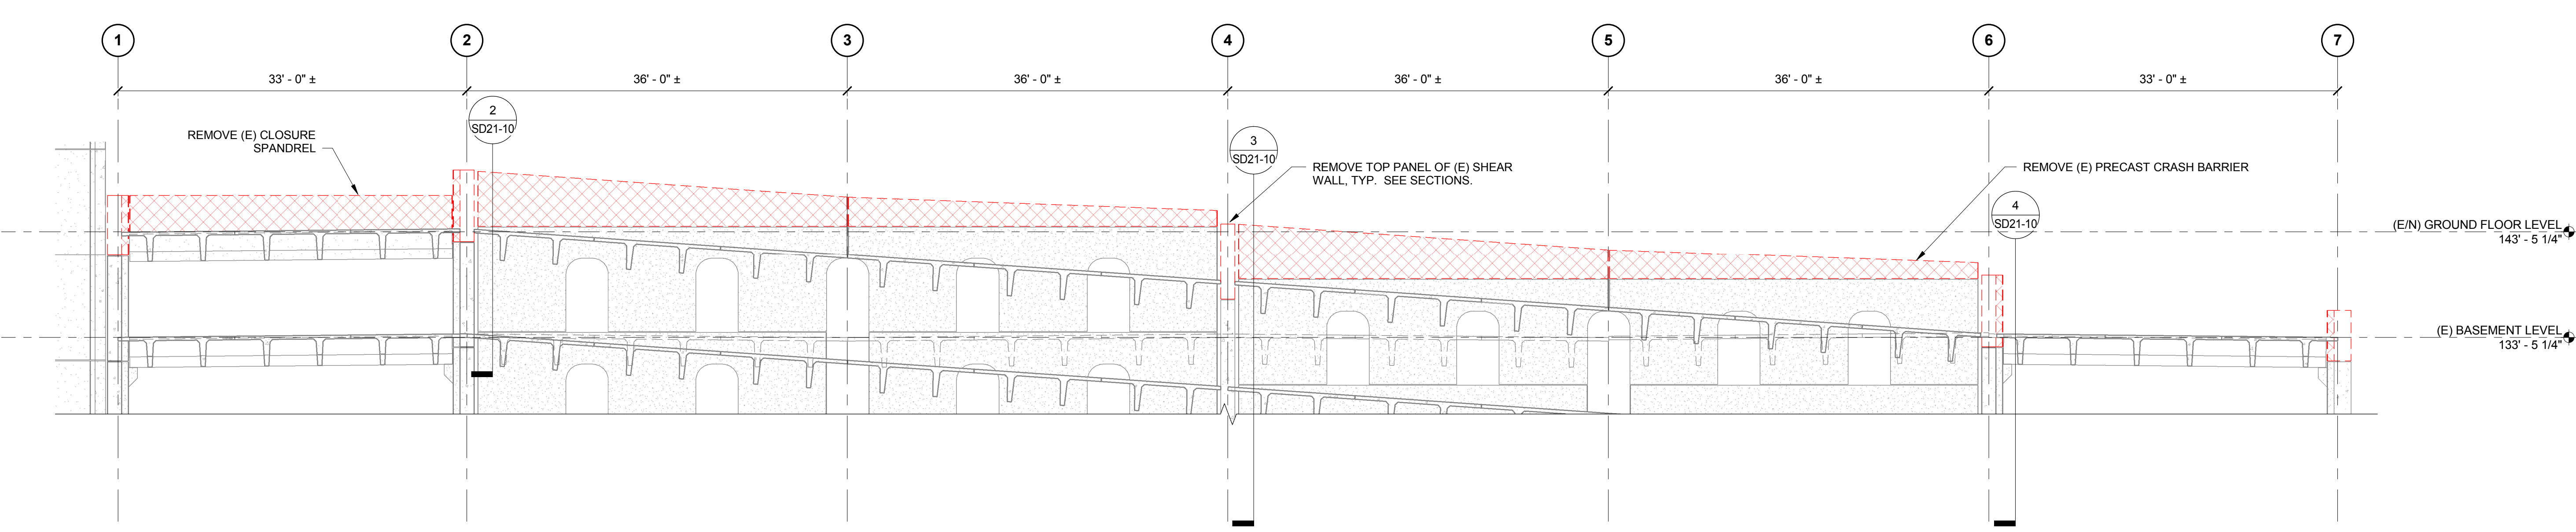 1
2
3
4
5
6
7
33' - 0" ±
36' - 0" ±
36' - 0" ±
36' - 0" ±
36' - 0" ±
33' - 0" ±
2
SD21-10
REMOVE (E) CLOSURE
SPANDREL
3
SD21-10
REMOVE TOP PANEL OF (E) SHEAR
WALL, TYP. SEE SECTIONS.
REMOVE (E) PRECAST CRASH BARRIER
4
SD21-10
(E/N) GROUND FLOOR LEVEL
143' - 5 1/4"
(E) BASEMENT LEVEL
133' - 5 1/4"